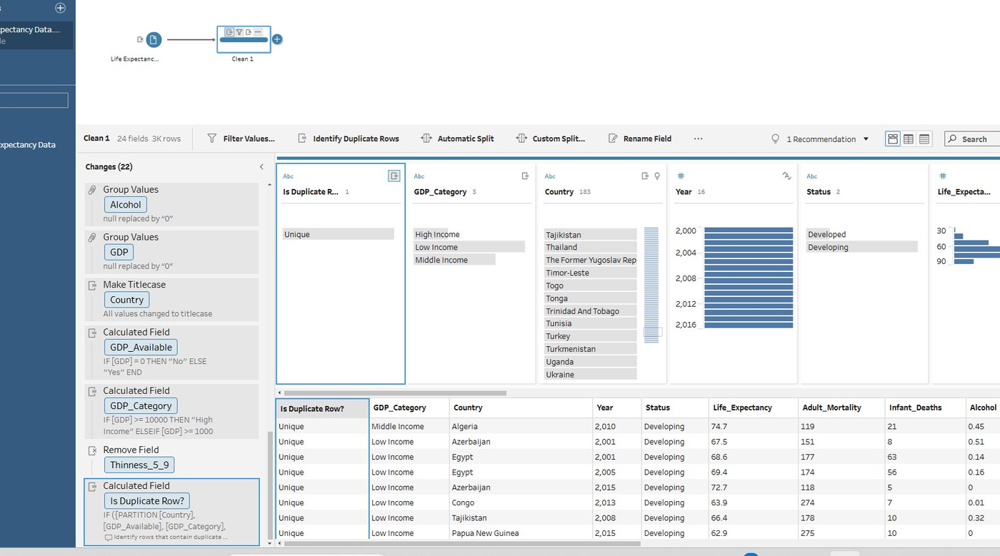 s
pectancy Data....
le
xpectancy Data
Life Expectanc...
Clean 1
Clean 1 24 fields 3K rows Filter Values... Identify Duplicate Rows Automatic Split Custom Split... Rename Field ... 1 Recommendation Search
Changes (22)
Group Values
Alcohol
null replaced by “0”
Group Values
GDP
null replaced by “0”
Make Titlecase
Country
All values changed to titlecase
Calculated Field
GDP_Available
IF [GDP] = 0 THEN "No" ELSE
"Yes" END
Calculated Field
GDP_Category
IF [GDP] >= 10000 THEN "High
Income" ELSEIF [GDP] >= 1000
Remove Field
Thinness_5_9
Calculated Field
Is Duplicate Row?
IF ({PARTITION [Country],
[GDP_Available], [GDP_Category],
Identify rows that contain duplicate ...
Abc
Is Duplicate R... 1
Unique
Abc
GDP_Category 3
High Income
Low Income
Middle Income
Abc
Country 183
Tajikistan
Thailand
The Former Yugoslav Rep
Timor-Leste
Togo
Tonga
Trinidad And Tobago
Tunisia
Turkey
Turkmenistan
Uganda
Ukraine
#
Year 16
2,000
2,004
2,008
2,012
2,016
Abc
Status 2
Developed
Developing
#
Life_Expecta...
30
60
90
Is Duplicate Row? GDP_Category Country Year Status Life_Expectancy Adult_Mortality Infant_Deaths Alcohol
Unique Middle Income Algeria 2,010 Developing 74.7 119 21 0.45
Unique Low Income Azerbaijan 2,001 Developing 67.5 151 8 0.51
Unique Low Income Egypt 2,001 Developing 68.6 177 63 0.14
Unique Low Income Egypt 2,005 Developing 69.4 174 56 0.16
Unique Low Income Azerbaijan 2,015 Developing 72.7 118 5 0
Unique Low Income Congo 2,013 Developing 63.9 274 7 0.01
Unique Low Income Tajikistan 2,008 Developing 66.4 178 10 0.32
Unique Low Income Papua New Guinea 2,015 Developing 62.9 275 10 0